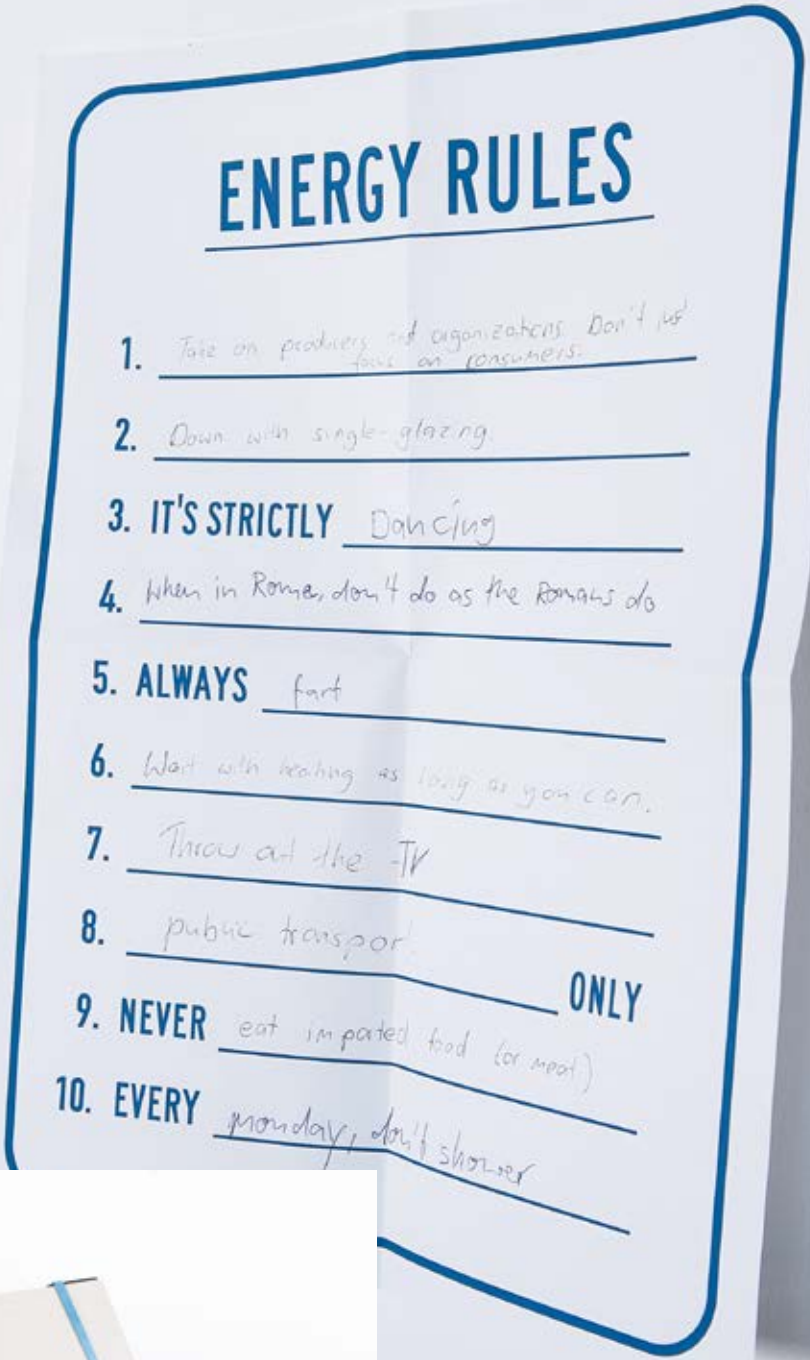 ENERGY RULES
1. Take on producers and organizations. Don't just
focus on consumers.
2. Down with single-glazing.
3. IT'S STRICTLY Dancing
4. When in Rome, don't do as the Romans do
5. ALWAYS fart
6. Wait with heating as long as you can.
7. Throw out the TV
8. public transport ONLY
9. NEVER eat imported food (or meat)
10. EVERY monday, don't shower